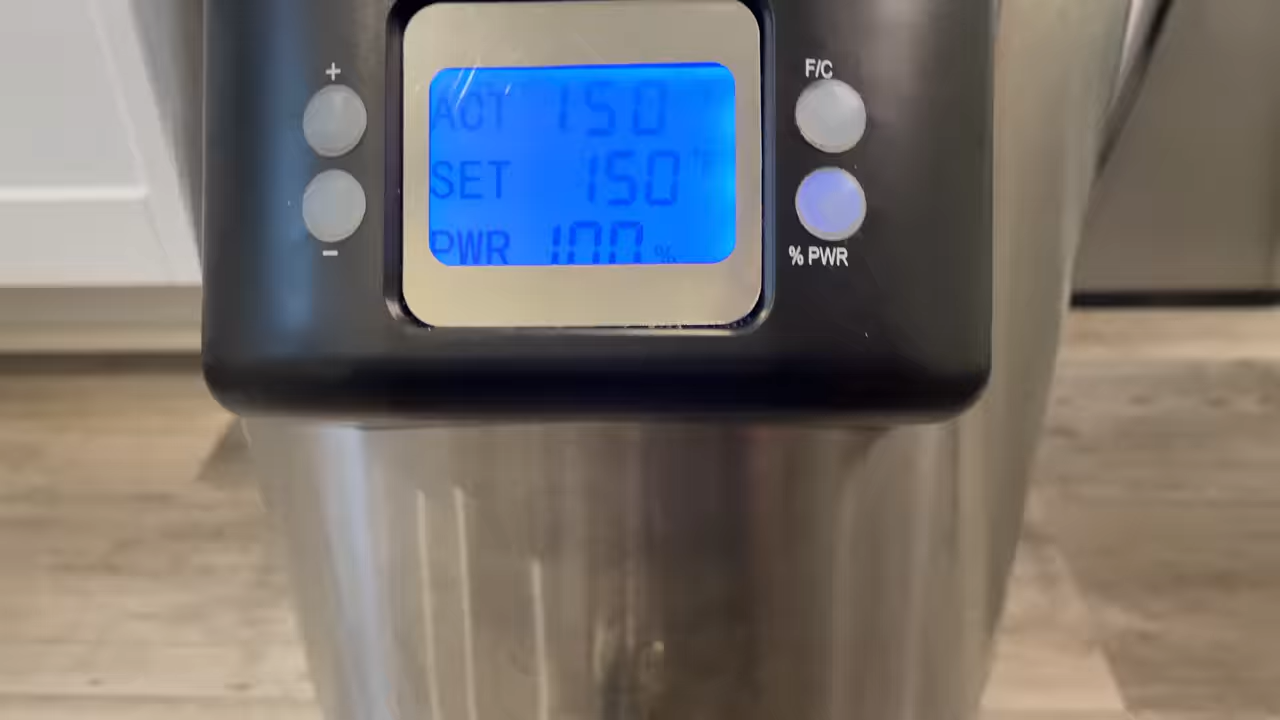 +
F/C
ACT 150
SET 150 °F
PWR 100 %
−
% PWR